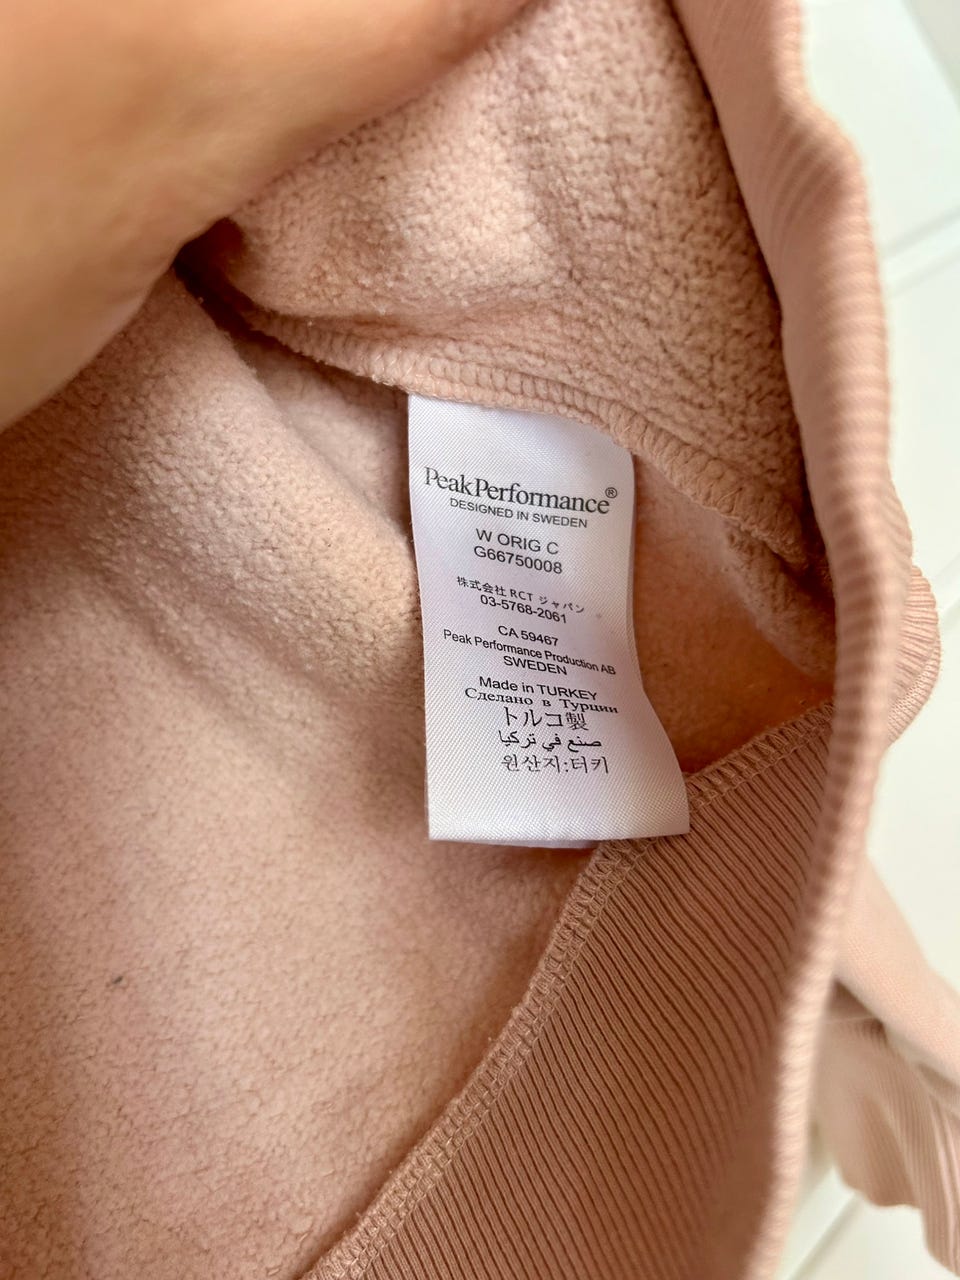 PeakPerformance®
DESIGNED IN SWEDEN
W ORIG C
G66750008
株式会社 RCT ジャパン
03-5768-2061
CA 59467
Peak Performance Production AB
SWEDEN
Made in TURKEY
Сделано в Турции
トルコ製
صنع في تركيا
원산지:터키